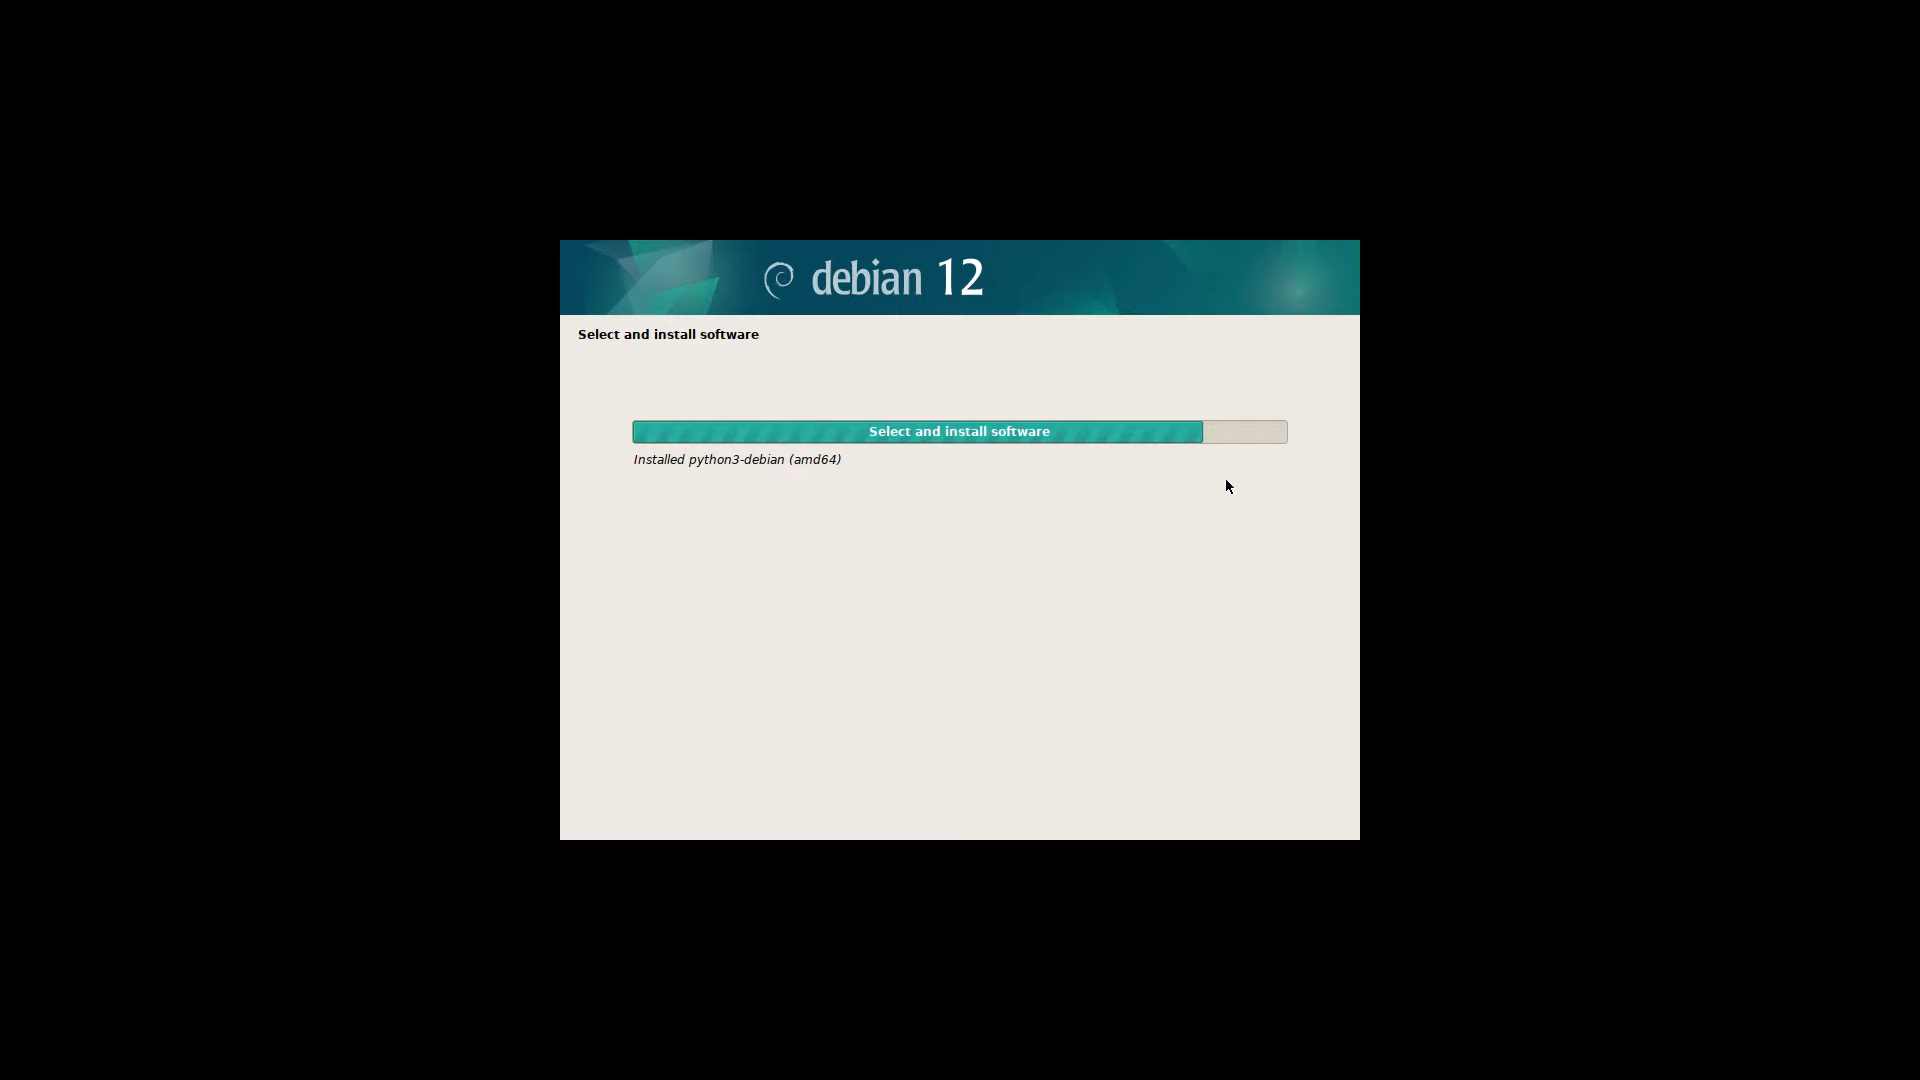 debian 12
Select and install software
Select and install software
Installed python3-debian (amd64)